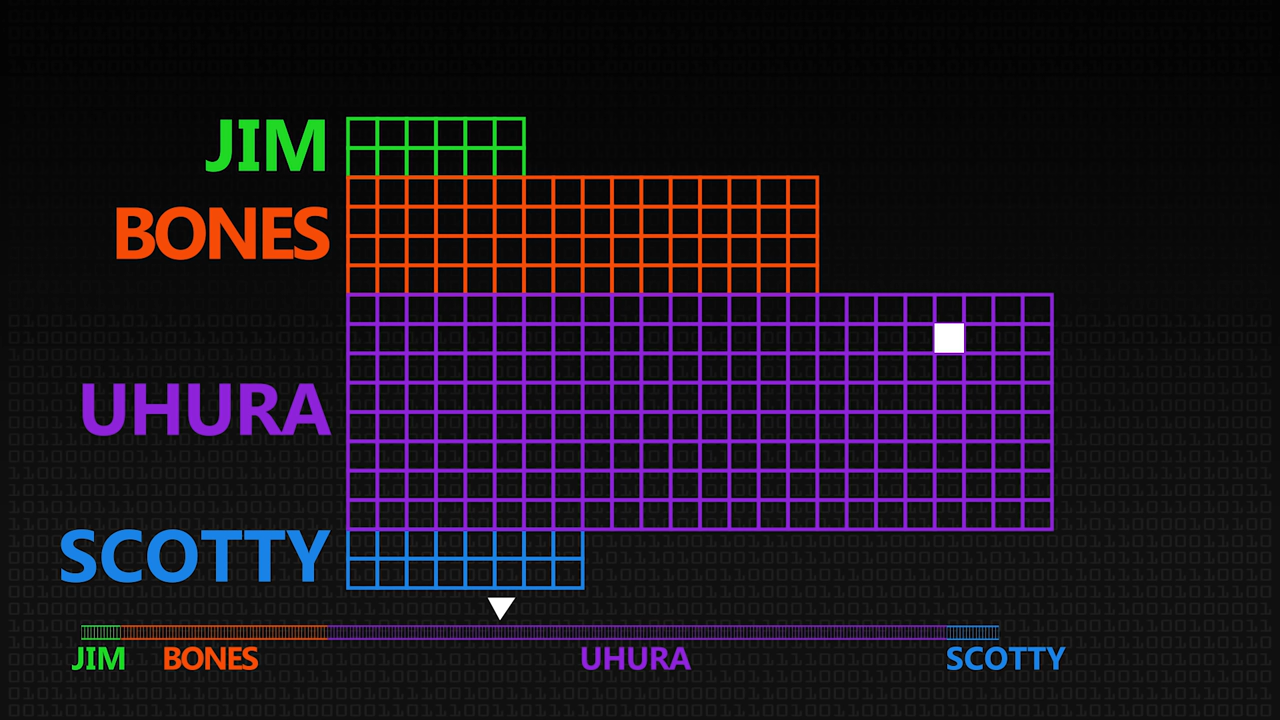 JIM
BONES
UHURA
SCOTTY
JIM BONES UHURA SCOTTY